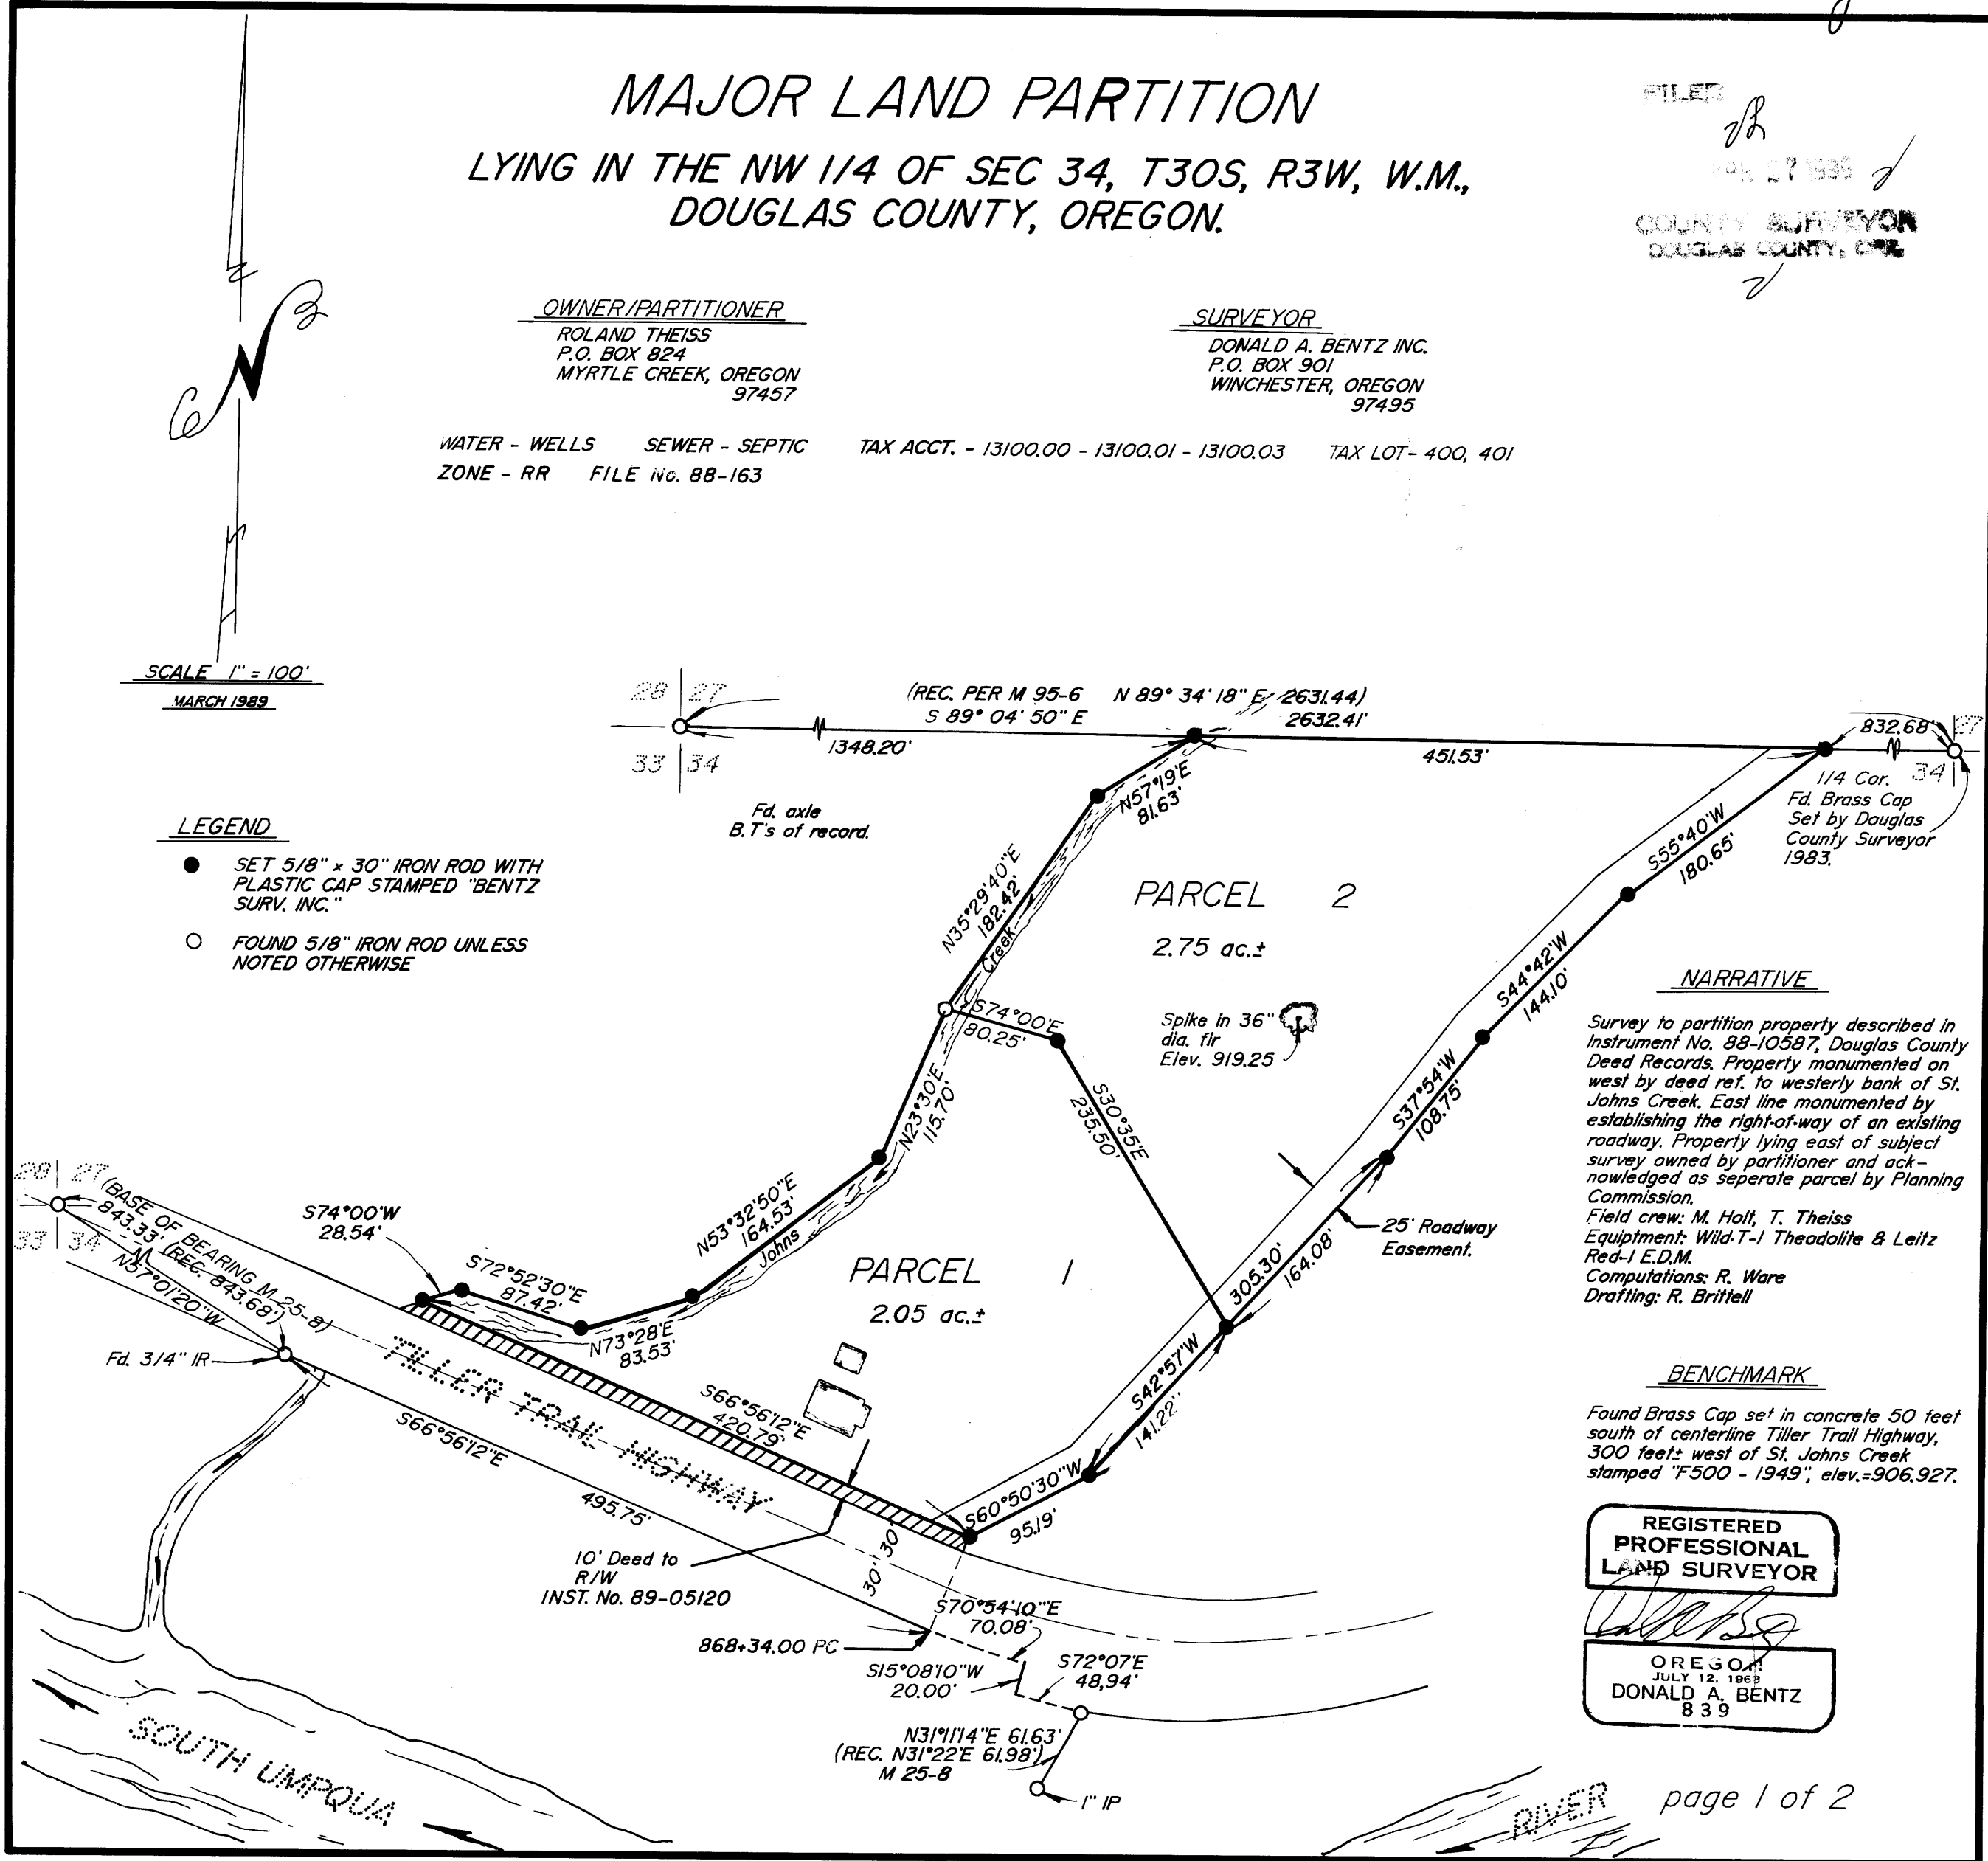 MAJOR LAND PARTITION
LYING IN THE NW 1/4 OF SEC 34, T30S, R3W, W.M.,
DOUGLAS COUNTY, OREGON.
FILED
COUNTY SURVEYOR
DOUGLAS COUNTY, ORE.
OWNER/PARTITIONER
ROLAND THEISS
P.O. BOX 824
MYRTLE CREEK, OREGON
97457
SURVEYOR
DONALD A. BENTZ INC.
P.O. BOX 901
WINCHESTER, OREGON
97495
WATER - WELLS SEWER - SEPTIC TAX ACCT. - 13100.00 - 13100.01 - 13100.03 TAX LOT - 400, 401
ZONE - RR FILE No. 88-163
N
SCALE 1" = 100'
MARCH 1989
28 27
33 34
(REC. PER M 95-6 N 89° 34' 18" E 2631.44)
S 89° 04' 50" E 2632.41'
1348.20'
451.53'
832.68'
27
34
1/4 Cor.
Fd. Brass Cap
Set by Douglas
County Surveyor
1983.
Fd. axle
B.T's of record.
LEGEND
SET 5/8" x 30" IRON ROD WITH
PLASTIC CAP STAMPED "BENTZ
SURV. INC."
FOUND 5/8" IRON ROD UNLESS
NOTED OTHERWISE
N57°19'E
81.63'
N35°29'40"E
182.42'
Creek
PARCEL 2
2.75 ac.±
S55°40'W
180.65'
S44°42'W
144.10'
S74°00'E
80.25'
Spike in 36"
dia. fir
Elev. 919.25
S37°54'W
108.75'
S30°35'E
235.50'
N23°30'E
115.70'
N53°32'50"E
164.53'
Johns
NARRATIVE
Survey to partition property described in
Instrument No. 88-10587, Douglas County
Deed Records. Property monumented on
west by deed ref. to westerly bank of St.
Johns Creek. East line monumented by
establishing the right-of-way of an existing
roadway. Property lying east of subject
survey owned by partitioner and ack-
nowledged as seperate parcel by Planning
Commission.
Field crew: M. Holt, T. Theiss
Equiptment: Wild T-1 Theodolite & Leitz
Red-1 E.D.M.
Computations: R. Ware
Drafting: R. Brittell
28 27
33 34
(BASE OF BEARING M 25-8)
843.33' (REC. 843.68')
N57°01'20"W
S74°00'W
28.54'
S72°52'30"E
87.42'
N73°28'E
83.53'
PARCEL 1
2.05 ac.±
25' Roadway
Easement.
305.30'
164.08'
S42°57'W
141.22'
Fd. 3/4" IR
TILLER TRAIL HIGHWAY
S66°56'12"E
420.79'
S66°56'12"E
495.75'
S60°50'30"W
95.19'
30' 30'
10' Deed to
R/W
INST. No. 89-05120
BENCHMARK
Found Brass Cap set in concrete 50 feet
south of centerline Tiller Trail Highway,
300 feet± west of St. Johns Creek
stamped "F500 - 1949", elev.=906.927.
868+34.00 PC
S70°54'10"E
70.08'
S15°08'10"W
20.00'
S72°07'E
48.94'
N31°11'14"E 61.63'
(REC. N31°22'E 61.98')
M 25-8
1" IP
REGISTERED
PROFESSIONAL
LAND SURVEYOR
OREGON
DONALD A. BENTZ
839
SOUTH UMPQUA
RIVER
page 1 of 2